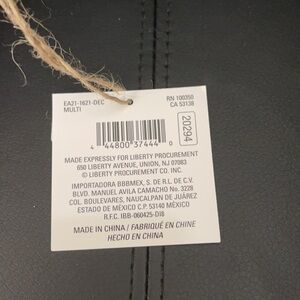 EA21-1621-DEC
MULTI
RN 100350
CA 53138
20294
4 44800 37444 0
MADE EXPRESSLY FOR LIBERTY PROCUREMENT
650 LIBERTY AVENUE, UNION, NJ 07083
© LIBERTY PROCUREMENT CO. INC.
IMPORTADORA BBBMEX, S. DE R.L. DE C.V.
BLVD. MANUEL AVILA CAMACHO No. 3228
COL. BOULEVARES, NAUCALPAN DE JUÁREZ
ESTADO DE MÉXICO C.P. 53140 MÉXICO
R.F.C. IBB-060425-DI8
MADE IN CHINA / FABRIQUÉ EN CHINE
HECHO EN CHINA